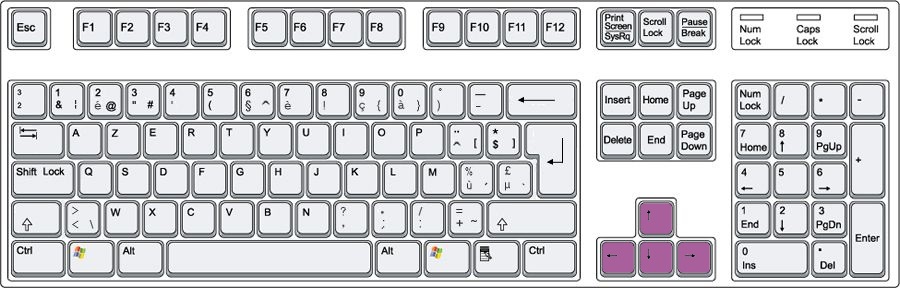 Esc F1 F2 F3 F4 F5 F6 F7 F8 F9 F10 F11 F12 Print Screen SysRq Scroll Lock Pause Break Num Lock Caps Lock Scroll Lock
3 1 2 3 4 5 6 7 8 9 0 ° — ← Insert Home Page Up Num Lock / * -
2 & ¦ é @ " # ' ( § ^ è ! ç { à } ) -
A Z E R T Y U I O P ¨ * Delete End Page Down 7 8 9 +
^ [ $ ] Home ↑ PgUp
Shift Lock Q S D F G H J K L M % £ 4 5 6
ù ´ µ ` ← →
⇧ > W X C V B N ? . / = ⇧ ↑ 1 2 3 Enter
< \ , ; : + ~ End ↓ PgDn
Ctrl Alt Alt Ctrl ← ↓ → 0 .
Ins Del